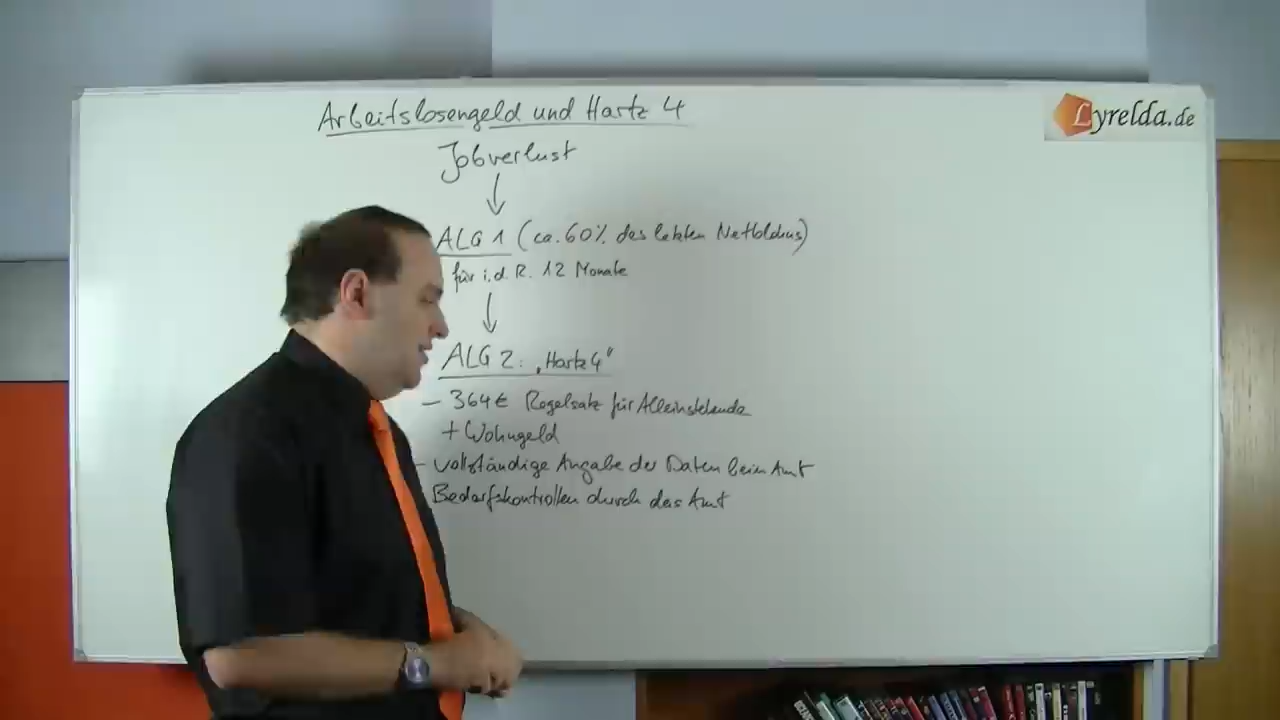 Arbeitslosengeld und Hartz 4
Lyrelda.de
Jobverlust
ALG 1 (ca. 60% des letzten Nettolohns)
für i.d.R. 12 Monate
ALG 2: „Hartz 4"
- 364€ Regelsatz für Alleinstehende
+ Wohngeld
- vollständige Angabe der Daten beim Amt
Bedarfskontrollen durch das Amt